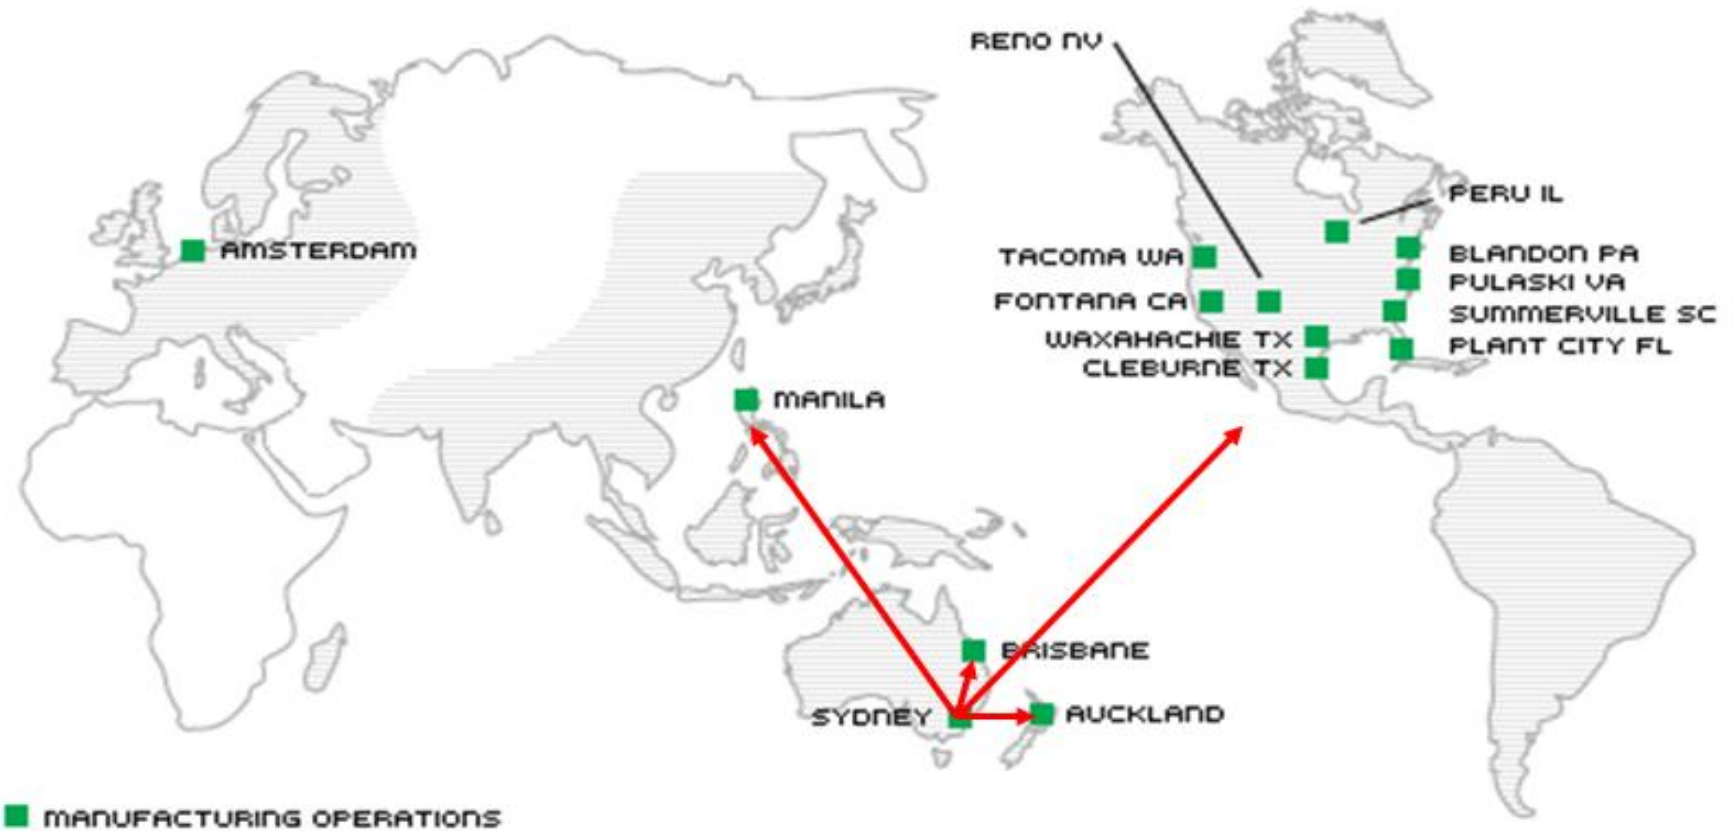 RENO NV
PERU IL
AMSTERDAM
TACOMA WA
BLANDON PA
PULASKI VA
FONTANA CA
SUMMERVILLE SC
WAXAHACHIE TX
PLANT CITY FL
CLEBURNE TX
MANILA
BRISBANE
SYDNEY
AUCKLAND
MANUFACTURING OPERATIONS